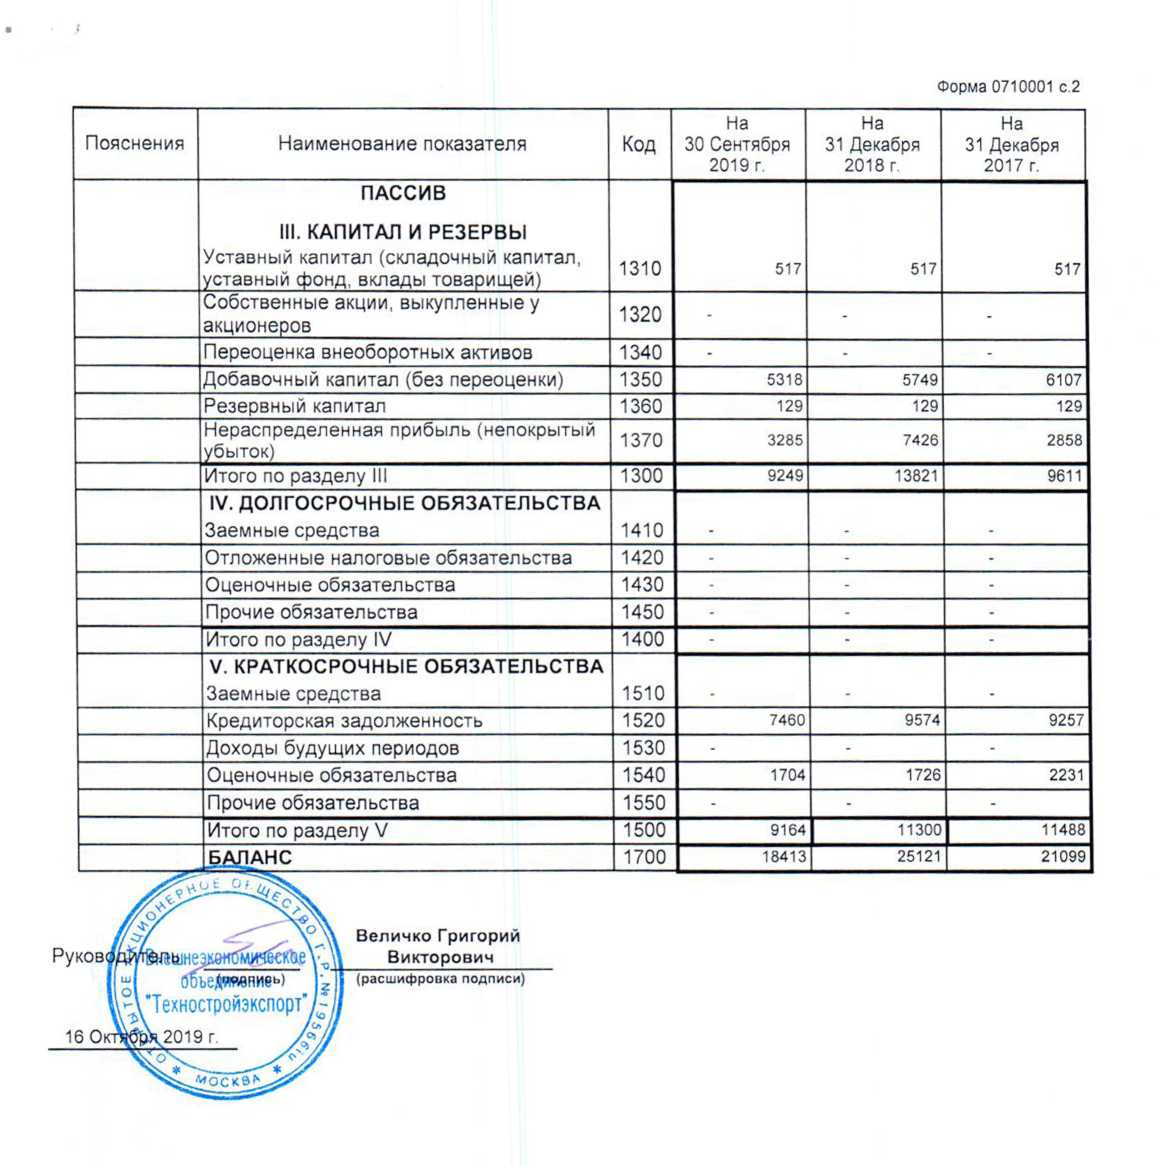 Форма 0710001 с.2
Пояснения Наименование показателя Код На 30 Сентября 2019 г. На 31 Декабря 2018 г. На 31 Декабря 2017 г.
ПАССИВ
III. КАПИТАЛ И РЕЗЕРВЫ
Уставный капитал (складочный капитал,
уставный фонд, вклады товарищей) 1310 517 517 517
Собственные акции, выкупленные у
акционеров 1320 - - -
Переоценка внеоборотных активов 1340 - - -
Добавочный капитал (без переоценки) 1350 5318 5749 6107
Резервный капитал 1360 129 129 129
Нераспределенная прибыль (непокрытый
убыток) 1370 3285 7426 2858
Итого по разделу III 1300 9249 13821 9611
IV. ДОЛГОСРОЧНЫЕ ОБЯЗАТЕЛЬСТВА
Заемные средства 1410 - - -
Отложенные налоговые обязательства 1420 - - -
Оценочные обязательства 1430 - - -
Прочие обязательства 1450 - - -
Итого по разделу IV 1400 - - -
V. КРАТКОСРОЧНЫЕ ОБЯЗАТЕЛЬСТВА
Заемные средства 1510 - - -
Кредиторская задолженность 1520 7460 9574 9257
Доходы будущих периодов 1530 - - -
Оценочные обязательства 1540 1704 1726 2231
Прочие обязательства 1550 - - -
Итого по разделу V 1500 9164 11300 11488
БАЛАНС 1700 18413 25121 21099
Руководитель
(подпись)
Величко Григорий
Викторович
(расшифровка подписи)
16 Октября 2019 г.
ОТКРЫТОЕ АКЦИОНЕРНОЕ ОБЩЕСТВО Г.Р.№
Внешнеэкономическое
объединение
"Техностройэкспорт"
* МОСКВА *